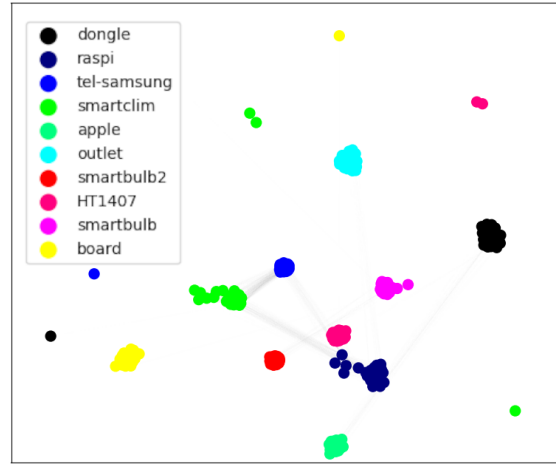 dongle
raspi
tel-samsung
smartclim
apple
outlet
smartbulb2
HT1407
smartbulb
board